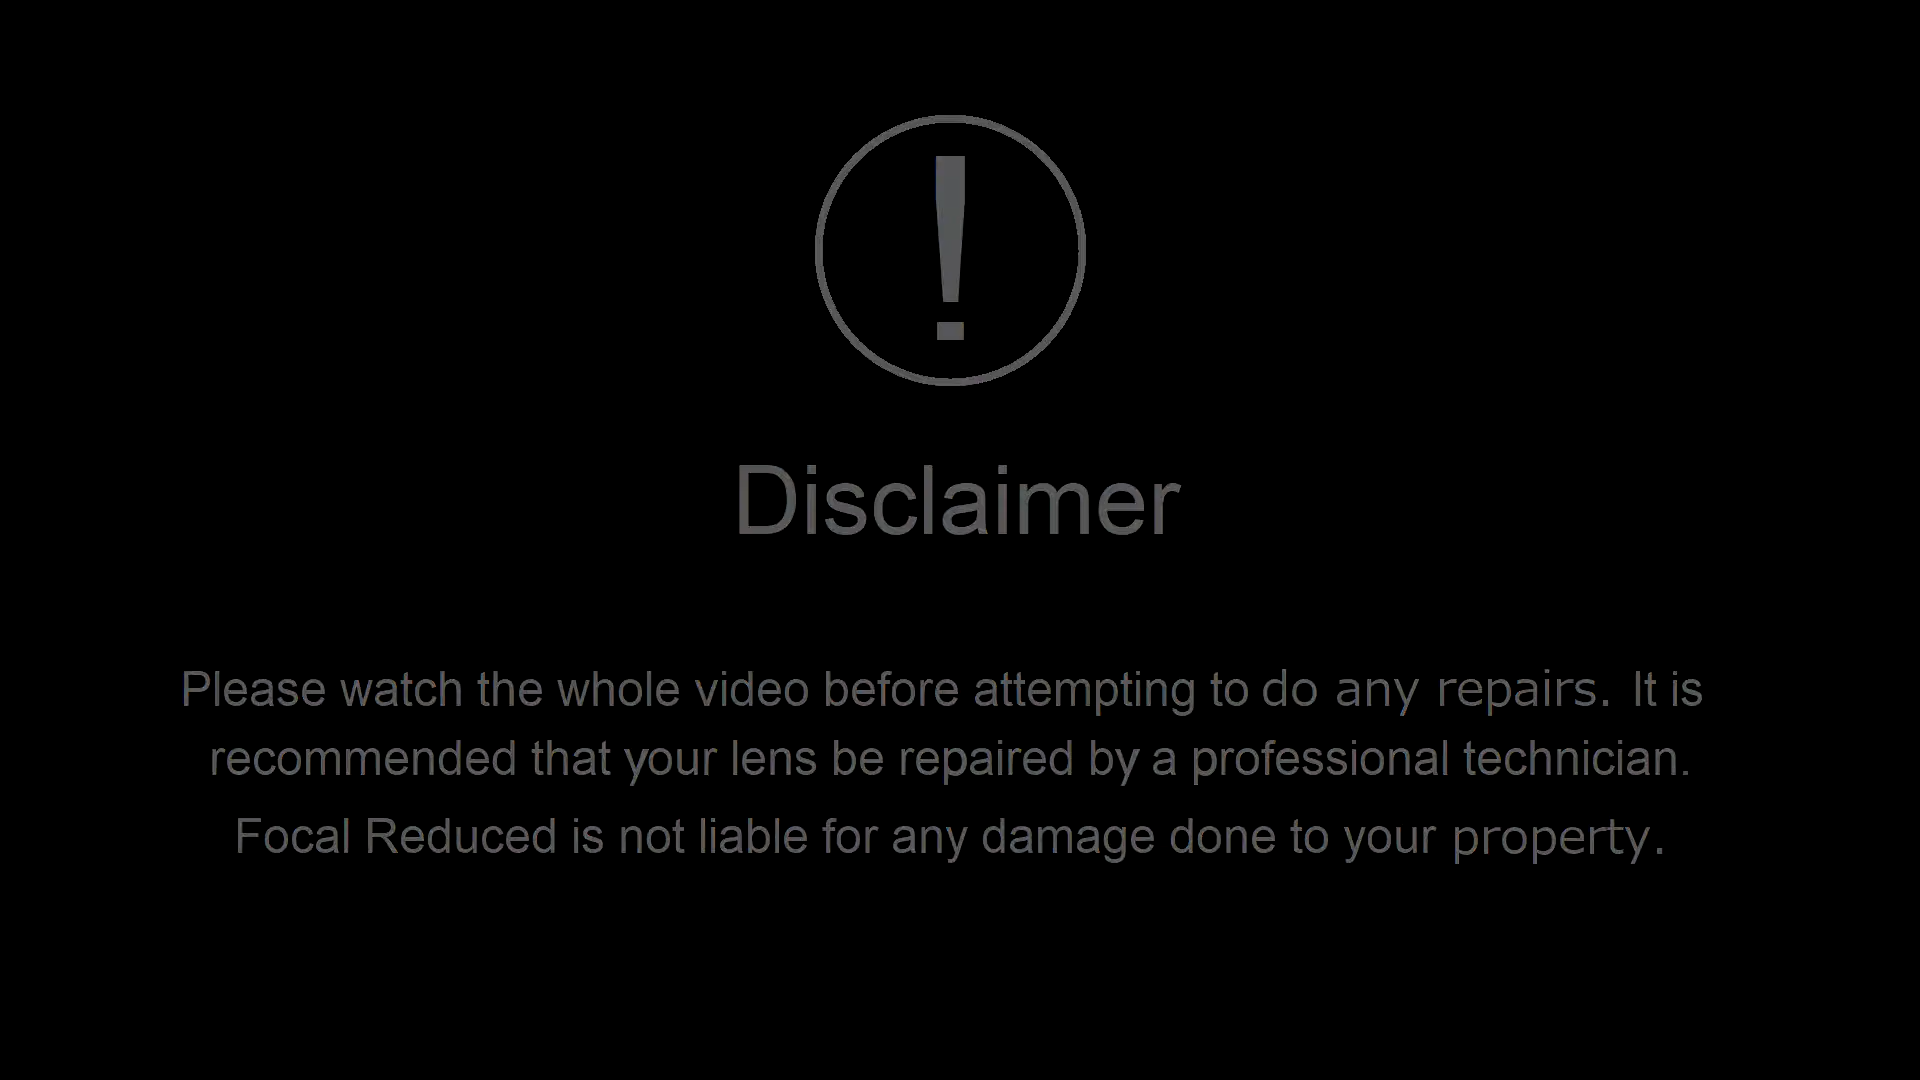 !
Disclaimer
Please watch the whole video before attempting to do any repairs. It is
recommended that your lens be repaired by a professional technician.
Focal Reduced is not liable for any damage done to your property.